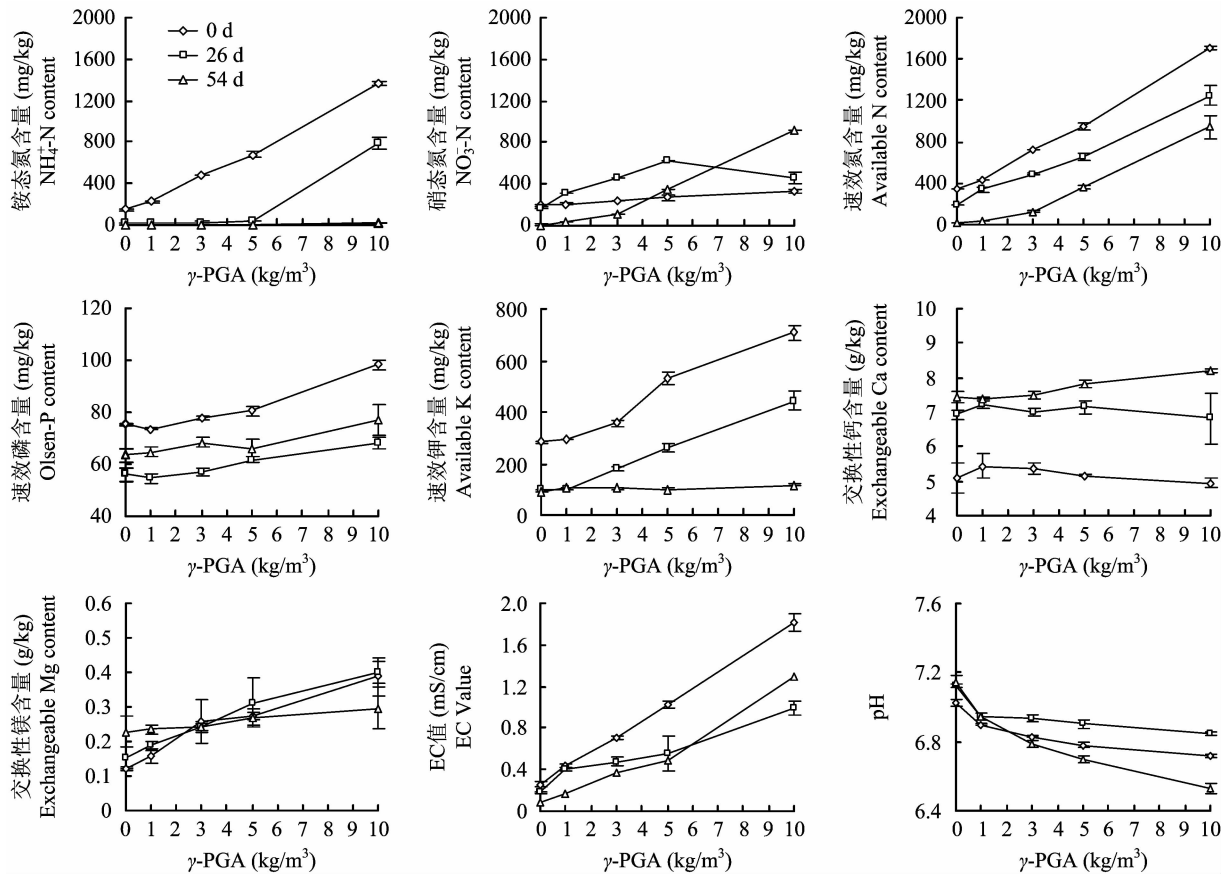 铵态氮含量 (mg/kg)
NH₄⁺-N content
2000
1600
1200
800
400
0
0 d
26 d
54 d
0 1 2 3 4 5 6 7 8 9 10
γ-PGA (kg/m³)
硝态氮含量 (mg/kg)
NO₃-N content
2000
1600
1200
800
400
0
0 1 2 3 4 5 6 7 8 9 10
γ-PGA (kg/m³)
速效氮含量 (mg/kg)
Available N content
2000
1600
1200
800
400
0
0 1 2 3 4 5 6 7 8 9 10
γ-PGA (kg/m³)
速效磷含量 (mg/kg)
Olsen-P content
120
100
80
60
40
0 1 2 3 4 5 6 7 8 9 10
γ-PGA (kg/m³)
速效钾含量 (mg/kg)
Available K content
800
600
400
200
0
0 1 2 3 4 5 6 7 8 9 10
γ-PGA (kg/m³)
交换性钙含量 (g/kg)
Exchangeable Ca content
10
9
8
7
6
5
4
0 1 2 3 4 5 6 7 8 9 10
γ-PGA (kg/m³)
交换性镁含量 (g/kg)
Exchangeable Mg content
0.6
0.5
0.4
0.3
0.2
0.1
0
0 1 2 3 4 5 6 7 8 9 10
γ-PGA (kg/m³)
EC值 (mS/cm)
EC Value
2.0
1.6
1.2
0.8
0.4
0
0 1 2 3 4 5 6 7 8 9 10
γ-PGA (kg/m³)
pH
7.6
7.2
6.8
6.4
0 1 2 3 4 5 6 7 8 9 10
γ-PGA (kg/m³)